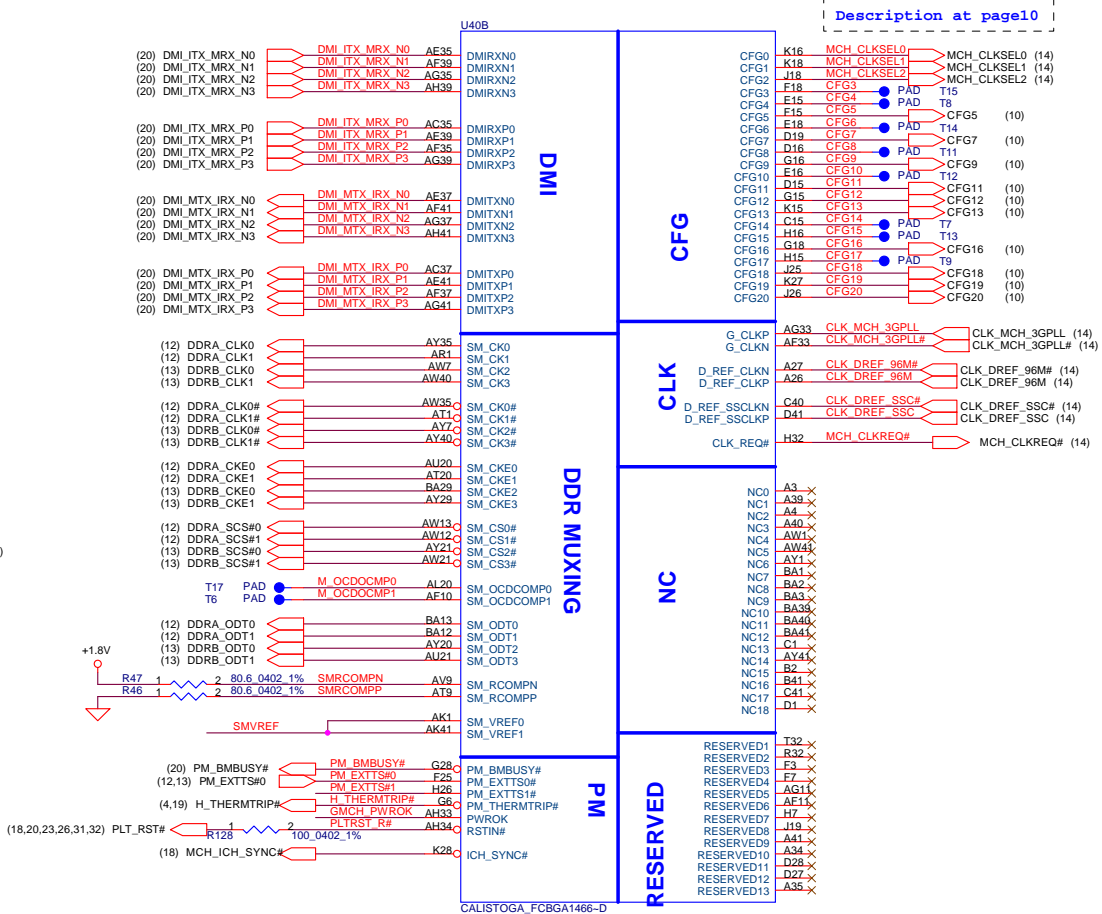 Description at page10
U40B
(20) DMI_ITX_MRX_N0 DMI_ITX_MRX_N0 AE35 DMIRXN0
(20) DMI_ITX_MRX_N1 DMI_ITX_MRX_N1 AF39 DMIRXN1
(20) DMI_ITX_MRX_N2 DMI_ITX_MRX_N2 AG35 DMIRXN2
(20) DMI_ITX_MRX_N3 DMI_ITX_MRX_N3 AH39 DMIRXN3
(20) DMI_ITX_MRX_P0 DMI_ITX_MRX_P0 AC35 DMIRXP0
(20) DMI_ITX_MRX_P1 DMI_ITX_MRX_P1 AE39 DMIRXP1
(20) DMI_ITX_MRX_P2 DMI_ITX_MRX_P2 AF35 DMIRXP2
(20) DMI_ITX_MRX_P3 DMI_ITX_MRX_P3 AG39 DMIRXP3
(20) DMI_MTX_IRX_N0 DMI_MTX_IRX_N0 AE37 DMITXN0
(20) DMI_MTX_IRX_N1 DMI_MTX_IRX_N1 AF41 DMITXN1
(20) DMI_MTX_IRX_N2 DMI_MTX_IRX_N2 AG37 DMITXN2
(20) DMI_MTX_IRX_N3 DMI_MTX_IRX_N3 AH41 DMITXN3
(20) DMI_MTX_IRX_P0 DMI_MTX_IRX_P0 AC37 DMITXP0
(20) DMI_MTX_IRX_P1 DMI_MTX_IRX_P1 AE41 DMITXP1
(20) DMI_MTX_IRX_P2 DMI_MTX_IRX_P2 AF37 DMITXP2
(20) DMI_MTX_IRX_P3 DMI_MTX_IRX_P3 AG41 DMITXP3
DMI
(12) DDRA_CLK0 AY35 SM_CK0
(12) DDRA_CLK1 AR1 SM_CK1
(13) DDRB_CLK0 AW7 SM_CK2
(13) DDRB_CLK1 AW40 SM_CK3
(12) DDRA_CLK0# AW35 SM_CK0#
(12) DDRA_CLK1# AT1 SM_CK1#
(13) DDRB_CLK0# AY7 SM_CK2#
(13) DDRB_CLK1# AY40 SM_CK3#
(12) DDRA_CKE0 AU20 SM_CKE0
(12) DDRA_CKE1 AT20 SM_CKE1
(13) DDRB_CKE0 BA29 SM_CKE2
(13) DDRB_CKE1 AY29 SM_CKE3
(12) DDRA_SCS#0 AW13 SM_CS0#
(12) DDRA_SCS#1 AW12 SM_CS1#
(13) DDRB_SCS#0 AY21 SM_CS2#
(13) DDRB_SCS#1 AW21 SM_CS3#
)
T17 PAD M_OCDOCMP0 AL20 SM_OCDCOMP0
T6 PAD M_OCDOCMP1 AF10 SM_OCDCOMP1
(12) DDRA_ODT0 BA13 SM_ODT0
(12) DDRA_ODT1 BA12 SM_ODT1
(13) DDRB_ODT0 AY20 SM_ODT2
(13) DDRB_ODT1 AU21 SM_ODT3
+1.8V
R47 1 2 80.6_0402_1% SMRCOMPN AV9 SM_RCOMPN
R46 1 2 80.6_0402_1% SMRCOMPP AT9 SM_RCOMPP
AK1 SM_VREF0
SMVREF AK41 SM_VREF1
DDR MUXING
(20) PM_BMBUSY# PM_BMBUSY# G28 PM_BMBUSY#
(12,13) PM_EXTTS#0 PM_EXTTS#0 F25 PM_EXTTS0#
PM_EXTTS#1 H26 PM_EXTTS1#
(4,19) H_THERMTRIP# H_THERMTRIP# G6 PM_THERMTRIP#
GMCH_PWROK AH33 PWROK
(18,20,23,26,31,32) PLT_RST# R128 1 2 100_0402_1% PLTRST_R# AH34 RSTIN#
(18) MCH_ICH_SYNC# K28 ICH_SYNC#
PM
CFG0 K16 MCH_CLKSEL0 MCH_CLKSEL0 (14)
CFG1 K18 MCH_CLKSEL1 MCH_CLKSEL1 (14)
CFG2 J18 MCH_CLKSEL2 MCH_CLKSEL2 (14)
CFG3 F18 CFG3 PAD T15
CFG4 E15 CFG4 PAD T8
CFG5 F15 CFG5 CFG5 (10)
CFG6 E18 CFG6 PAD T14
CFG7 D19 CFG7 CFG7 (10)
CFG8 D16 CFG8 PAD T11
CFG9 G16 CFG9 CFG9 (10)
CFG10 E16 CFG10 PAD T12
CFG11 D15 CFG11 CFG11 (10)
CFG12 G15 CFG12 CFG12 (10)
CFG13 K15 CFG13 CFG13 (10)
CFG14 C15 CFG14 PAD T7
CFG15 H16 CFG15 PAD T13
CFG16 G18 CFG16 CFG16 (10)
CFG17 H15 CFG17 PAD T9
CFG18 J25 CFG18 CFG18 (10)
CFG19 K27 CFG19 CFG19 (10)
CFG20 J26 CFG20 CFG20 (10)
CFG
G_CLKP AG33 CLK_MCH_3GPLL CLK_MCH_3GPLL (14)
G_CLKN AF33 CLK_MCH_3GPLL# CLK_MCH_3GPLL# (14)
D_REF_CLKN A27 CLK_DREF_96M# CLK_DREF_96M# (14)
D_REF_CLKP A26 CLK_DREF_96M CLK_DREF_96M (14)
D_REF_SSCLKN C40 CLK_DREF_SSC# CLK_DREF_SSC# (14)
D_REF_SSCLKP D41 CLK_DREF_SSC CLK_DREF_SSC (14)
CLK_REQ# H32 MCH_CLKREQ# MCH_CLKREQ# (14)
CLK
NC0 A3
NC1 A39
NC2 A4
NC3 A40
NC4 AW1
NC5 AW41
NC6 AY1
NC7 BA1
NC8 BA2
NC9 BA3
NC10 BA39
NC11 BA40
NC12 BA41
NC13 C1
NC14 AY41
NC15 B2
NC16 B41
NC17 C41
NC18 D1
NC
RESERVED1 T32
RESERVED2 R32
RESERVED3 F3
RESERVED4 F7
RESERVED5 AG11
RESERVED6 AF11
RESERVED7 H7
RESERVED8 J19
RESERVED9 A41
RESERVED10 A34
RESERVED11 D28
RESERVED12 D27
RESERVED13 A35
RESERVED
CALISTOGA_FCBGA1466~D